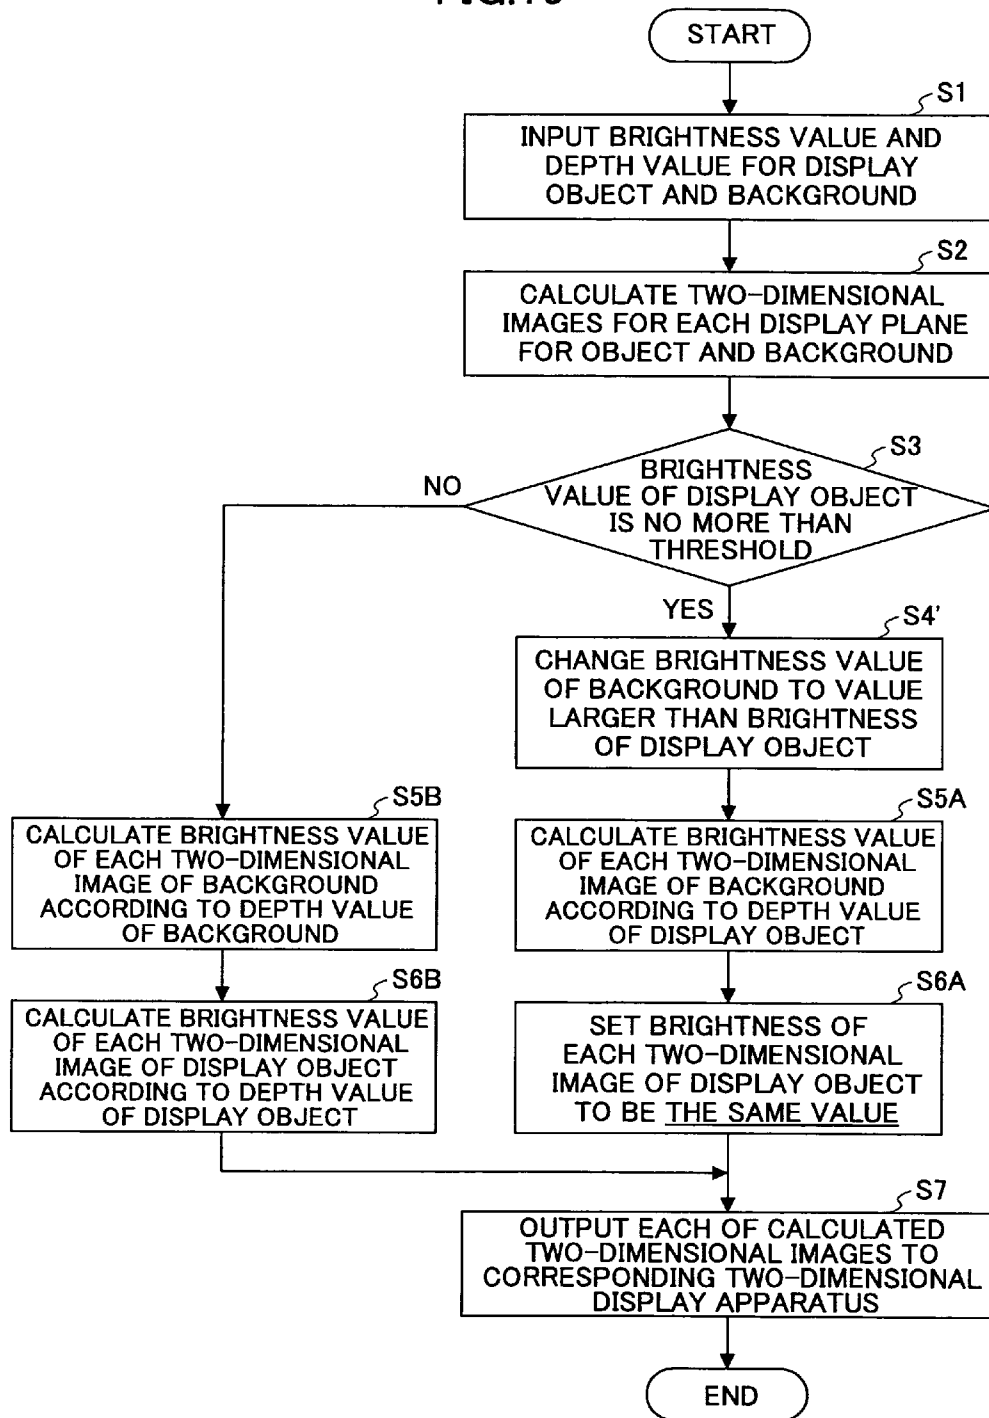 START
S1
INPUT BRIGHTNESS VALUE AND
DEPTH VALUE FOR DISPLAY
OBJECT AND BACKGROUND
S2
CALCULATE TWO-DIMENSIONAL
IMAGES FOR EACH DISPLAY PLANE
FOR OBJECT AND BACKGROUND
S3
BRIGHTNESS
VALUE OF DISPLAY OBJECT
IS NO MORE THAN
THRESHOLD
NO
YES
S4'
CHANGE BRIGHTNESS VALUE
OF BACKGROUND TO VALUE
LARGER THAN BRIGHTNESS
OF DISPLAY OBJECT
S5B
CALCULATE BRIGHTNESS VALUE
OF EACH TWO-DIMENSIONAL
IMAGE OF BACKGROUND
ACCORDING TO DEPTH VALUE
OF BACKGROUND
S5A
CALCULATE BRIGHTNESS VALUE
OF EACH TWO-DIMENSIONAL
IMAGE OF BACKGROUND
ACCORDING TO DEPTH VALUE
OF DISPLAY OBJECT
S6B
CALCULATE BRIGHTNESS VALUE
OF EACH TWO-DIMENSIONAL
IMAGE OF DISPLAY OBJECT
ACCORDING TO DEPTH VALUE
OF DISPLAY OBJECT
S6A
SET BRIGHTNESS OF
EACH TWO-DIMENSIONAL
IMAGE OF DISPLAY OBJECT
TO BE THE SAME VALUE
S7
OUTPUT EACH OF CALCULATED
TWO-DIMENSIONAL IMAGES TO
CORRESPONDING TWO-DIMENSIONAL
DISPLAY APPARATUS
END